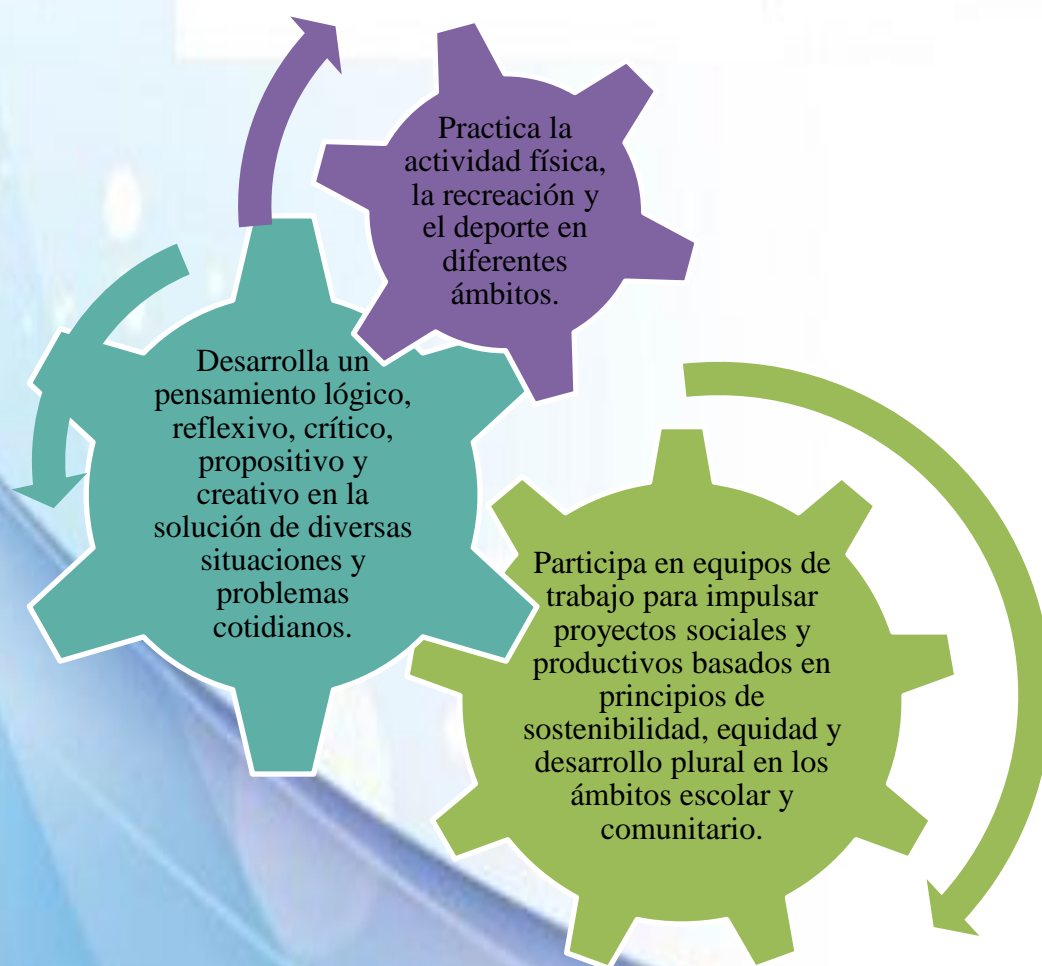 Practica la
actividad física,
la recreación y
el deporte en
diferentes
ámbitos.
Desarrolla un
pensamiento lógico,
reflexivo, crítico,
propositivo y
creativo en la
solución de diversas
situaciones y
problemas
cotidianos.
Participa en equipos de
trabajo para impulsar
proyectos sociales y
productivos basados en
principios de
sostenibilidad, equidad y
desarrollo plural en los
ámbitos escolar y
comunitario.